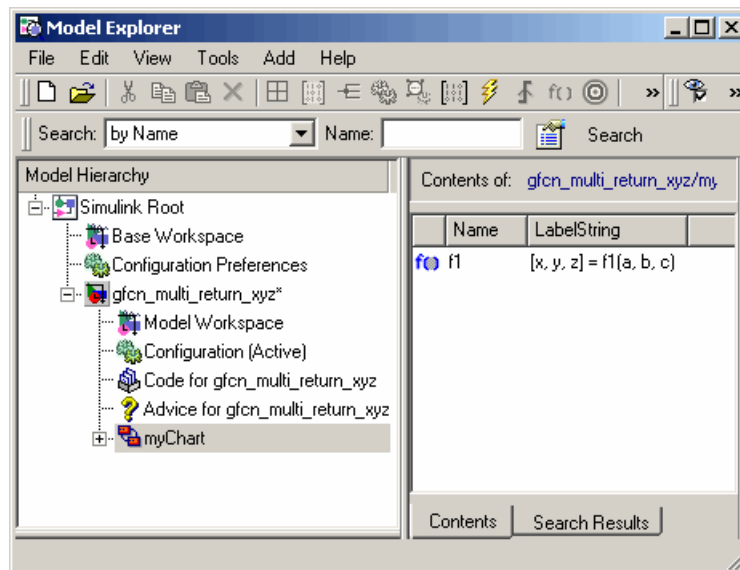 Model Explorer
File Edit View Tools Add Help
f() » »
Search: by Name Name: Search
Model Hierarchy
Contents of: gfcn_multi_return_xyz/my
Simulink Root
Base Workspace
Configuration Preferences
gfcn_multi_return_xyz*
Model Workspace
Configuration (Active)
Code for gfcn_multi_return_xyz
Advice for gfcn_multi_return_xyz
myChart
Name LabelString
f() f1 [x, y, z] = f1(a, b, c)
Contents Search Results